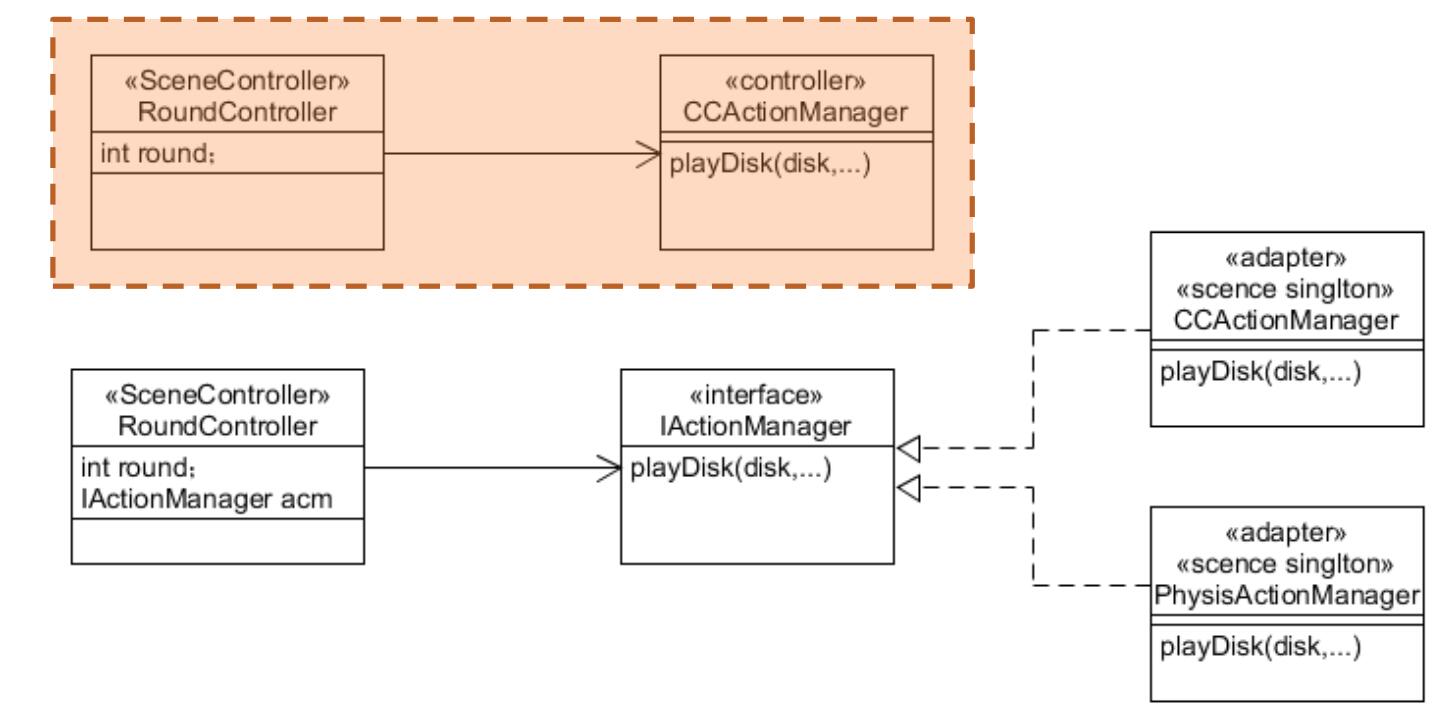 «SceneController»
RoundController
int round;
«controller»
CCActionManager
playDisk(disk,...)
«adapter»
«scence singlton»
CCActionManager
playDisk(disk,...)
«SceneController»
RoundController
int round;
IActionManager acm
«interface»
IActionManager
playDisk(disk,...)
«adapter»
«scence singlton»
PhysisActionManager
playDisk(disk,...)